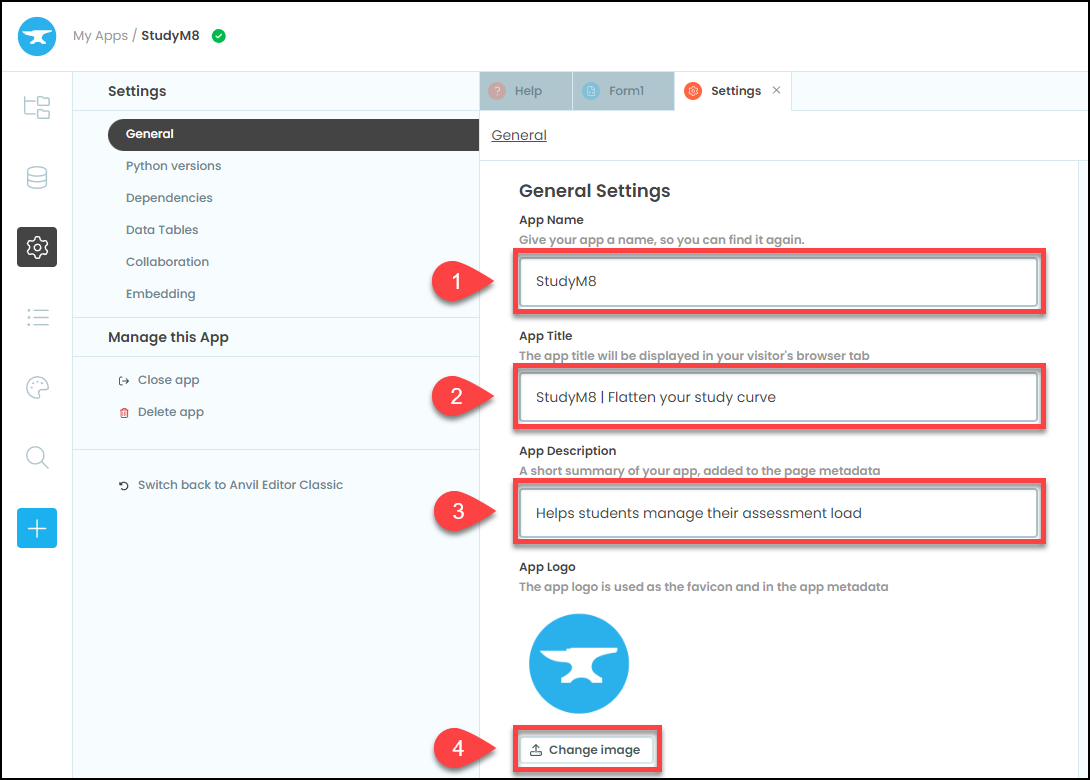 My Apps / StudyM8
Settings
General
Python versions
Dependencies
Data Tables
Collaboration
Embedding
Manage this App
Close app
Delete app
Switch back to Anvil Editor Classic
? Help
Form1
Settings ×
General
General Settings
App Name
Give your app a name, so you can find it again.
1
StudyM8
App Title
The app title will be displayed in your visitor's browser tab
2
StudyM8 | Flatten your study curve
App Description
A short summary of your app, added to the page metadata
3
Helps students manage their assessment load
App Logo
The app logo is used as the favicon and in the app metadata
4
Change image